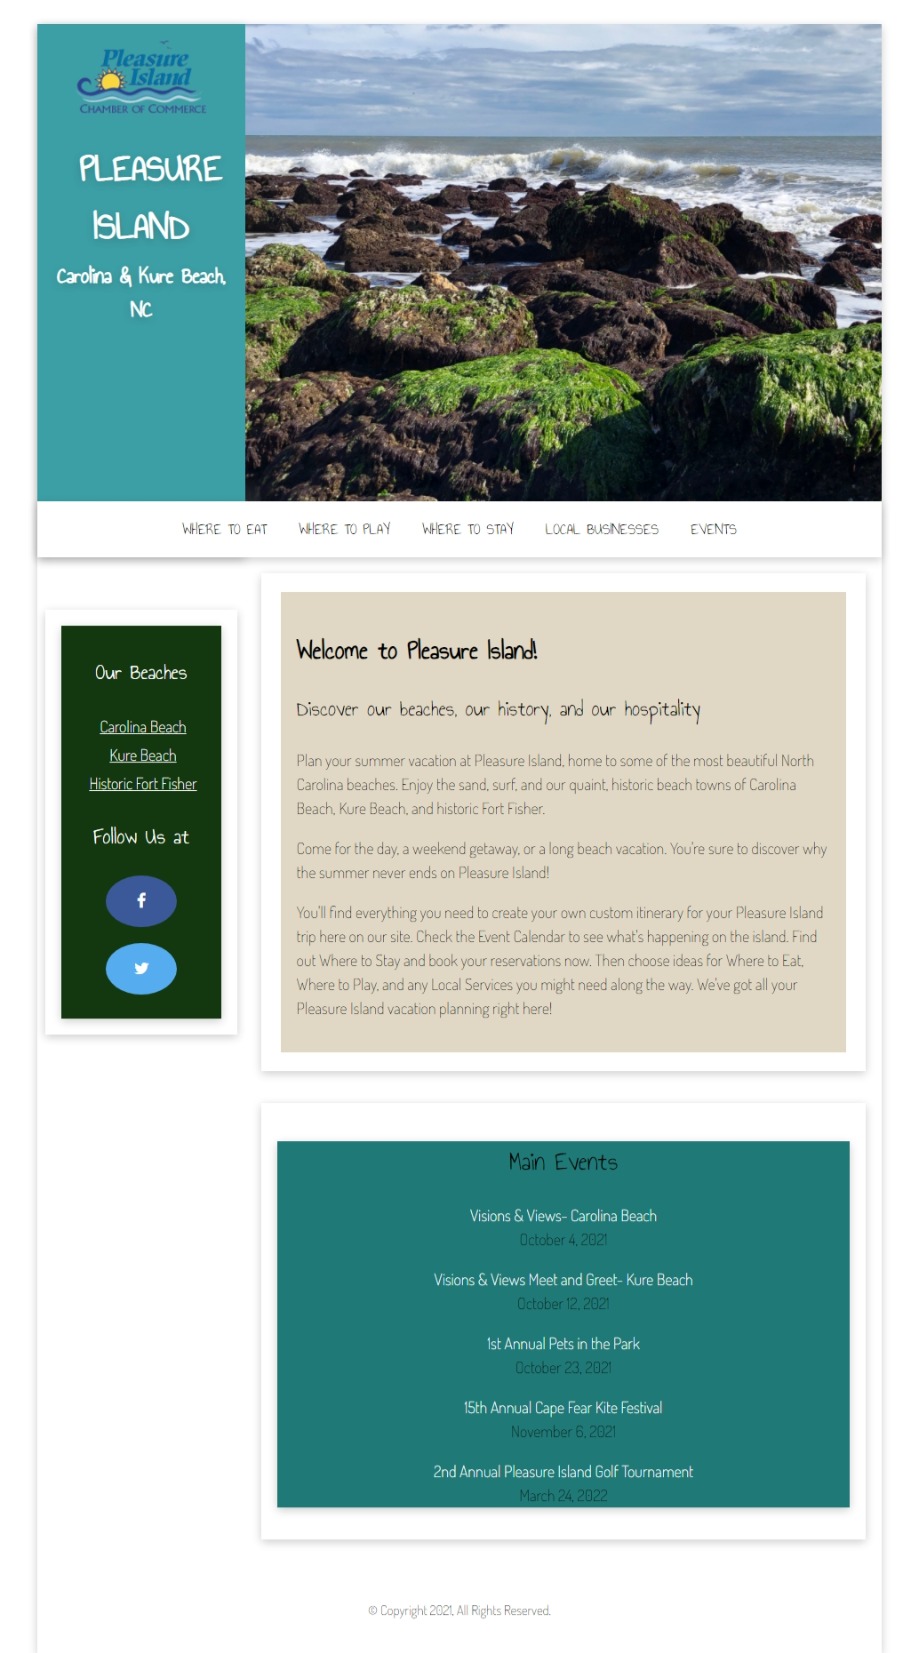 Pleasure
Island
CHAMBER OF COMMERCE
PLEASURE
ISLAND
Carolina & Kure Beach,
NC
WHERE TO EAT WHERE TO PLAY WHERE TO STAY LOCAL BUSINESSES EVENTS
Our Beaches
Carolina Beach
Kure Beach
Historic Fort Fisher
Follow Us at
Welcome to Pleasure Island!
Discover our beaches, our history, and our hospitality
Plan your summer vacation at Pleasure Island, home to some of the most beautiful North
Carolina beaches. Enjoy the sand, surf, and our quaint, historic beach towns of Carolina
Beach, Kure Beach, and historic Fort Fisher.
Come for the day, a weekend getaway, or a long beach vacation. You're sure to discover why
the summer never ends on Pleasure Island!
You'll find everything you need to create your own custom itinerary for your Pleasure Island
trip here on our site. Check the Event Calendar to see what's happening on the island. Find
out Where to Stay and book your reservations now. Then choose ideas for Where to Eat,
Where to Play, and any Local Services you might need along the way. We've got all your
Pleasure Island vacation planning right here!
Main Events
Visions & Views- Carolina Beach
October 4, 2021
Visions & Views Meet and Greet- Kure Beach
October 12, 2021
1st Annual Pets in the Park
October 23, 2021
15th Annual Cape Fear Kite Festival
November 6, 2021
2nd Annual Pleasure Island Golf Tournament
March 24, 2022
© Copyright 2021, All Rights Reserved.